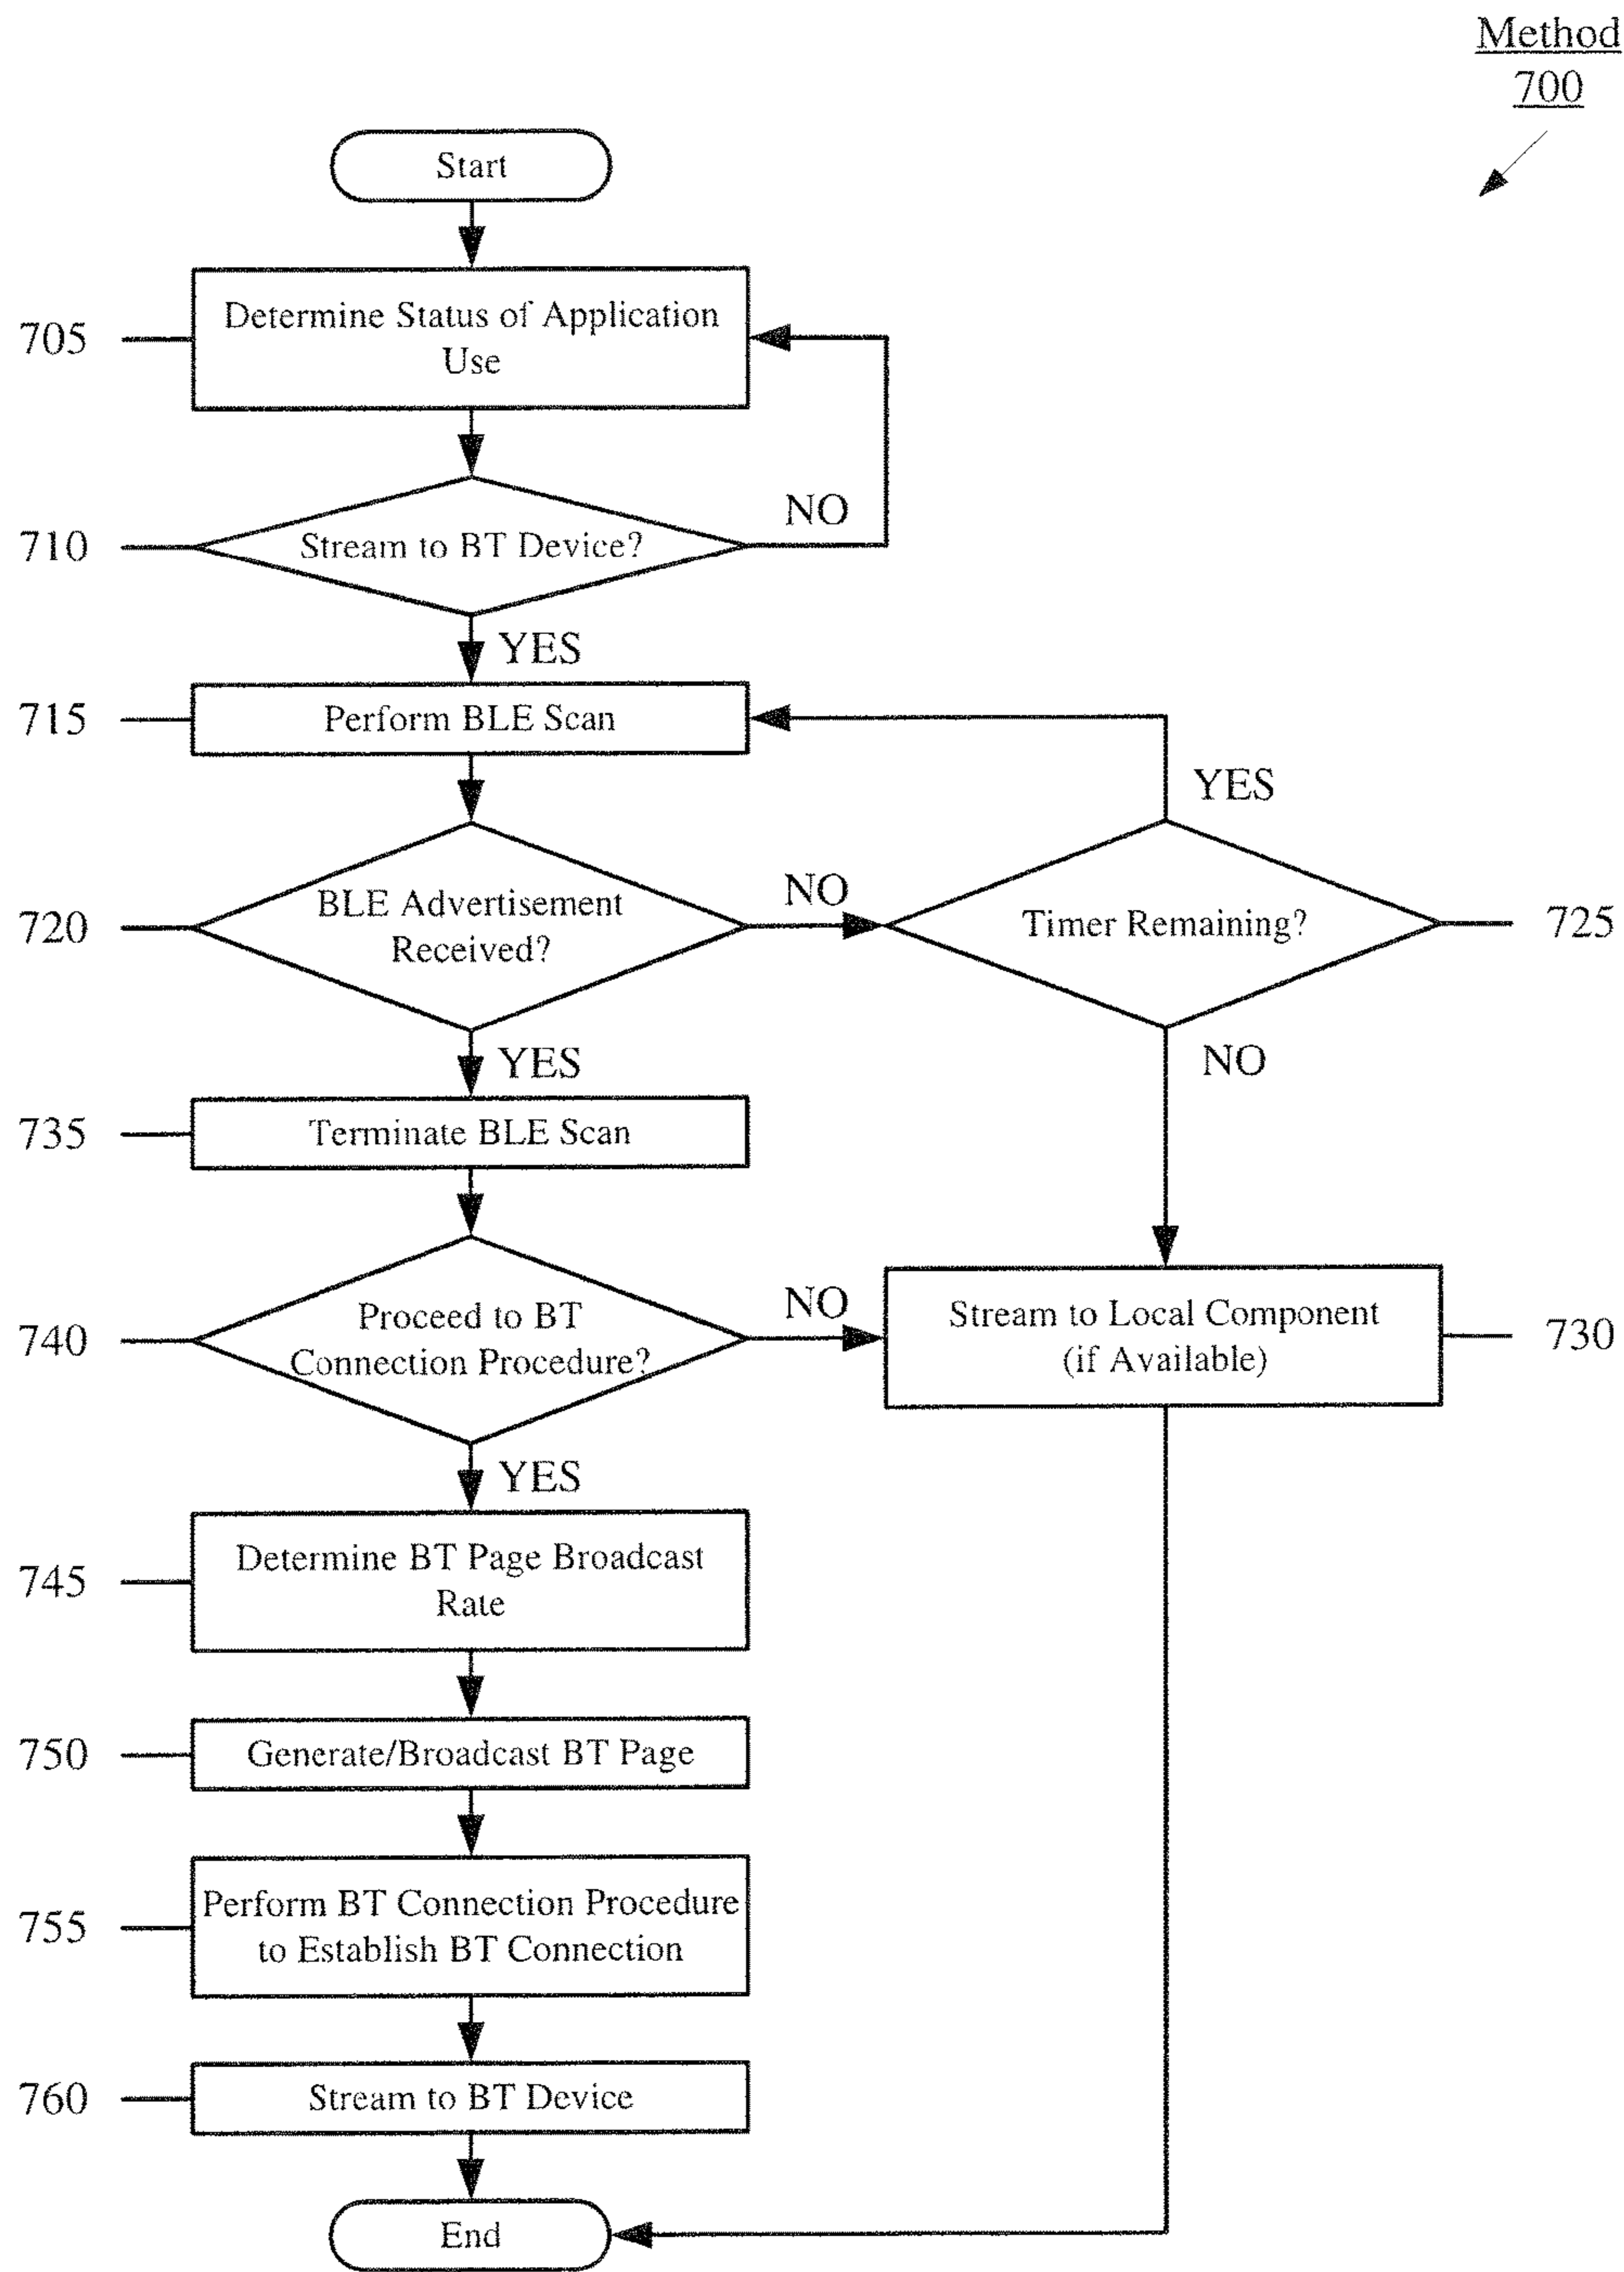 Method
700
Start
705
Determine Status of Application
Use
710
Stream to BT Device?
NO
YES
715
Perform BLE Scan
YES
720
BLE Advertisement
Received?
NO
Timer Remaining?
725
YES
NO
735
Terminate BLE Scan
740
Proceed to BT
Connection Procedure?
NO
Stream to Local Component
(if Available)
730
YES
745
Determine BT Page Broadcast
Rate
750
Generate/Broadcast BT Page
755
Perform BT Connection Procedure
to Establish BT Connection
760
Stream to BT Device
End